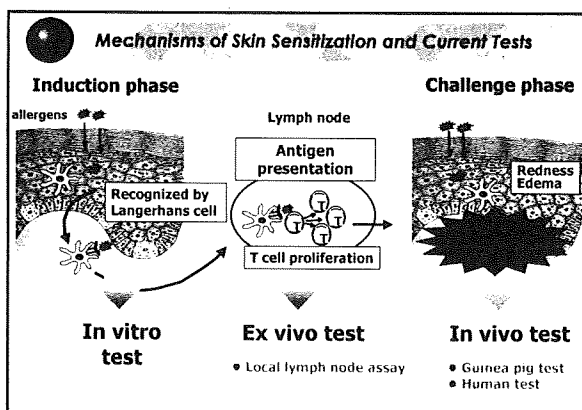 Mechanisms of Skin Sensitization and Current Tests
Induction phase
allergens
Recognized by
Langerhans cell
Lymph node
Antigen
presentation
T
T
T
T
T cell proliferation
Challenge phase
Redness
Edema
In vitro
test
Ex vivo test
Local lymph node assay
In vivo test
Guinea pig test
Human test